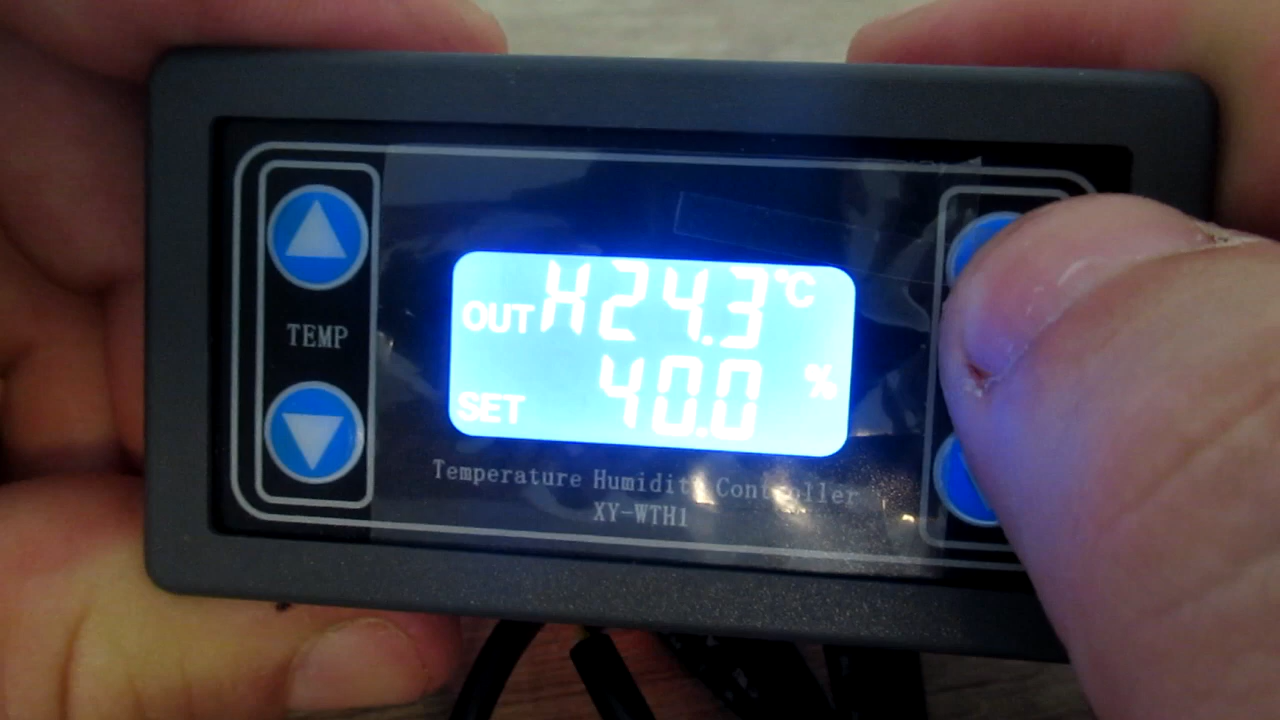 OUT H24.3 °C
SET 40.0 %
TEMP
Temperature Humidity Controller
XY-WTH1